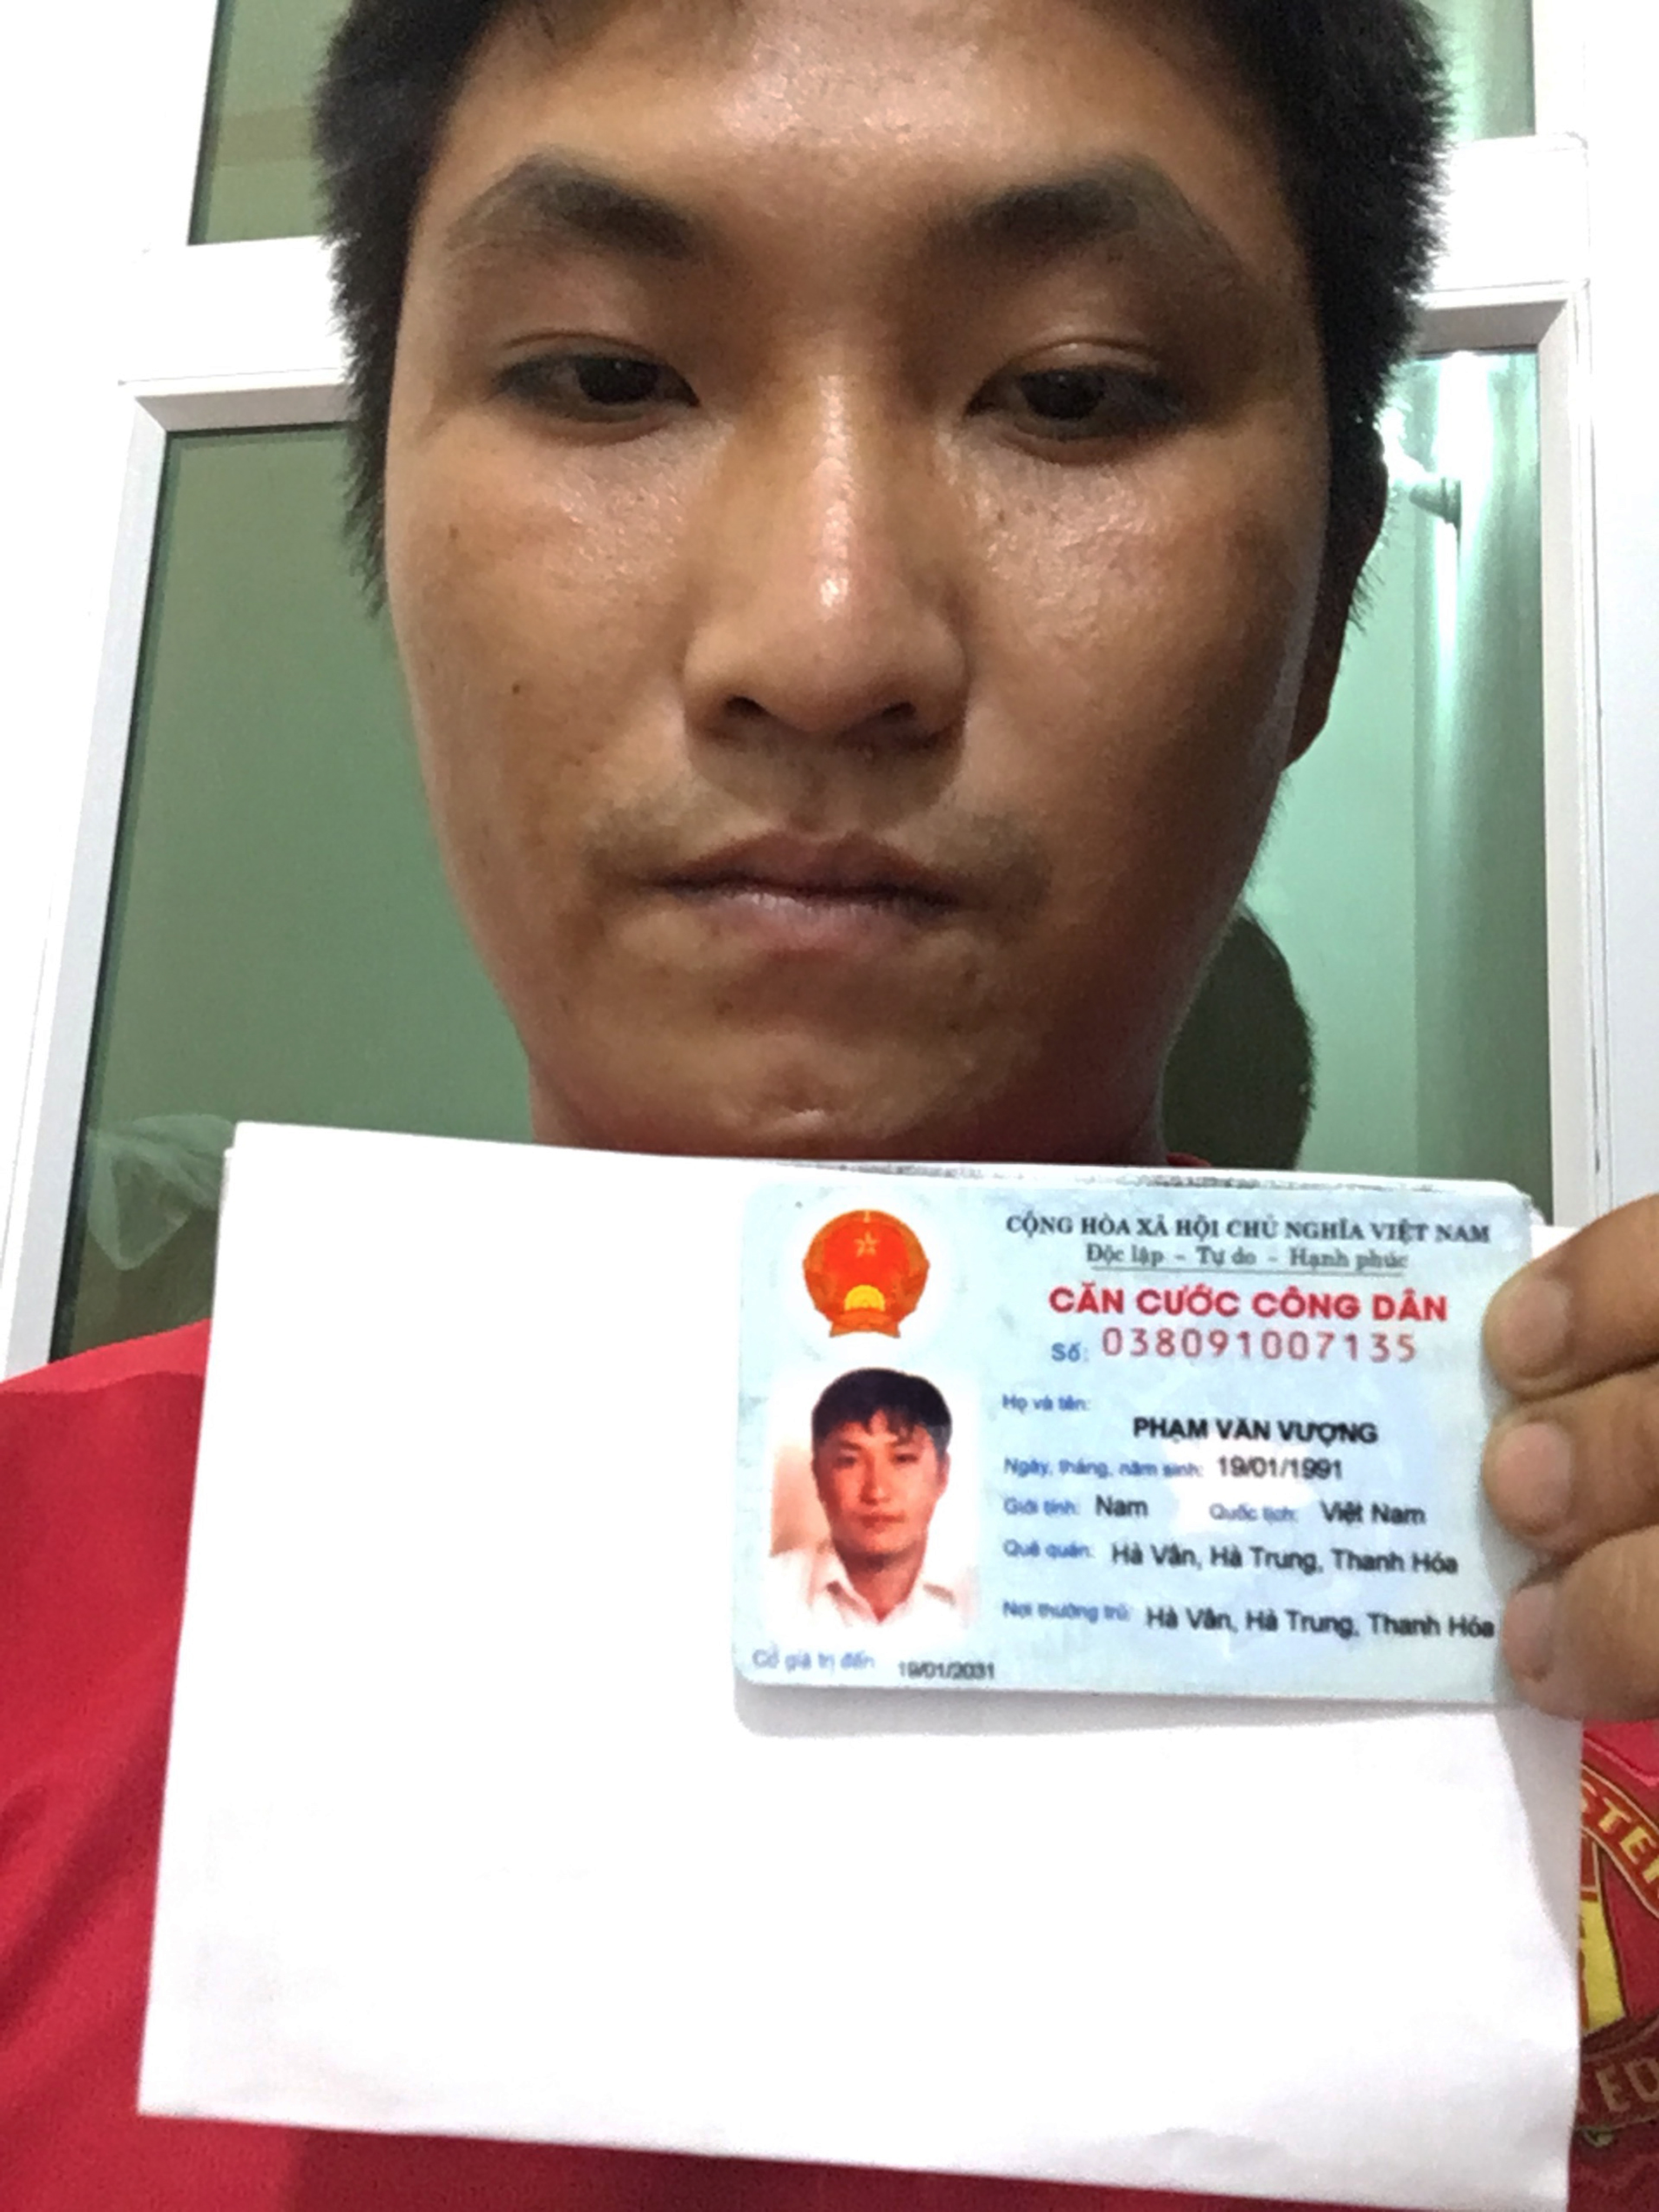 CỘNG HÒA XÃ HỘI CHỦ NGHĨA VIỆT NAM
Độc lập - Tự do - Hạnh phúc
CĂN CƯỚC CÔNG DÂN
Số: 038091007135
Họ và tên:
PHẠM VĂN VƯỢNG
Ngày, tháng, năm sinh: 19/01/1991
Giới tính: Nam Quốc tịch: Việt Nam
Quê quán: Hà Vân, Hà Trung, Thanh Hóa
Nơi thường trú: Hà Vân, Hà Trung, Thanh Hóa
Có giá trị đến 19/01/2031